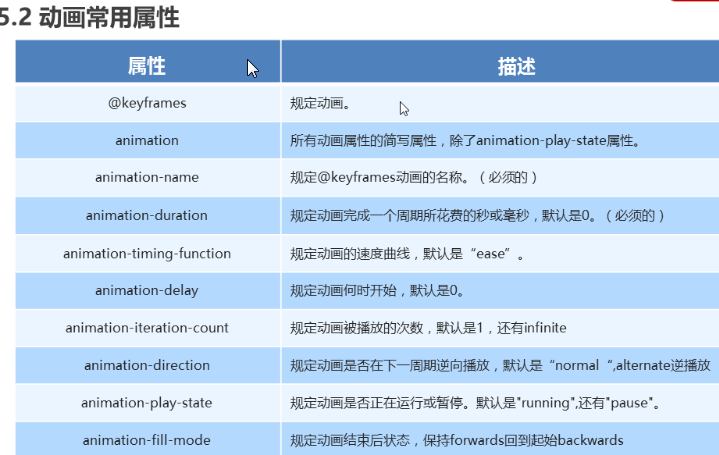 5.2 动画常用属性
属性 描述
@keyframes 规定动画。
animation 所有动画属性的简写属性，除了animation-play-state属性。
animation-name 规定@keyframes动画的名称。（必须的）
animation-duration 规定动画完成一个周期所花费的秒或毫秒，默认是0。（必须的）
animation-timing-function 规定动画的速度曲线，默认是“ease”。
animation-delay 规定动画何时开始，默认是0。
animation-iteration-count 规定动画被播放的次数，默认是1，还有infinite
animation-direction 规定动画是否在下一周期逆向播放，默认是“normal “,alternate逆播放
animation-play-state 规定动画是否正在运行或暂停。默认是"running",还有"pause"。
animation-fill-mode 规定动画结束后状态，保持forwards回到起始backwards